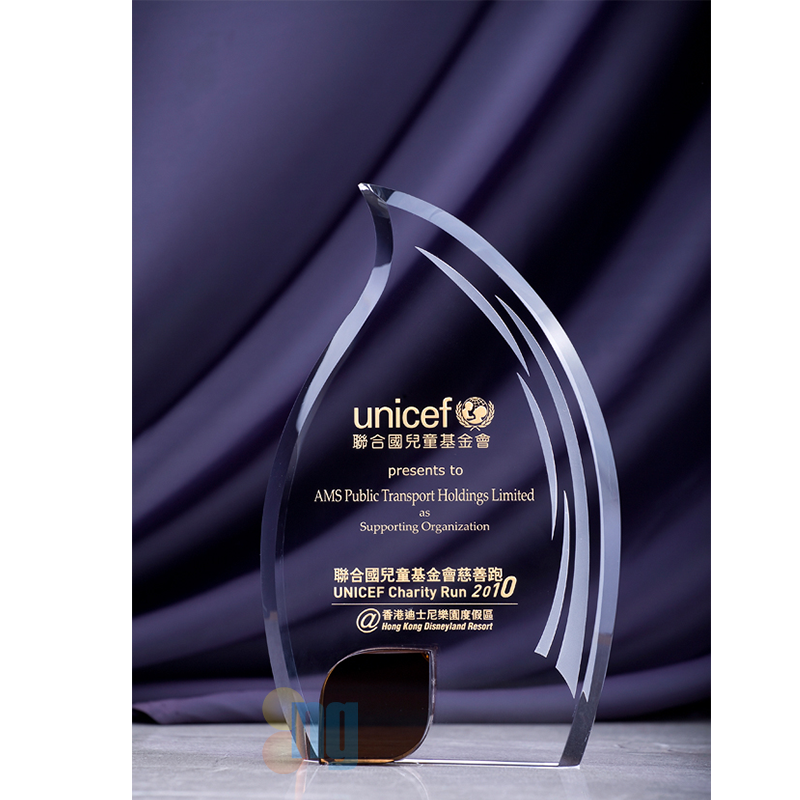 unicef
聯合國兒童基金會
presents to
AMS Public Transport Holdings Limited
as
Supporting Organization
聯合國兒童基金會慈善跑
UNICEF Charity Run 2010
@香港迪士尼樂園度假區
Hong Kong Disneyland Resort